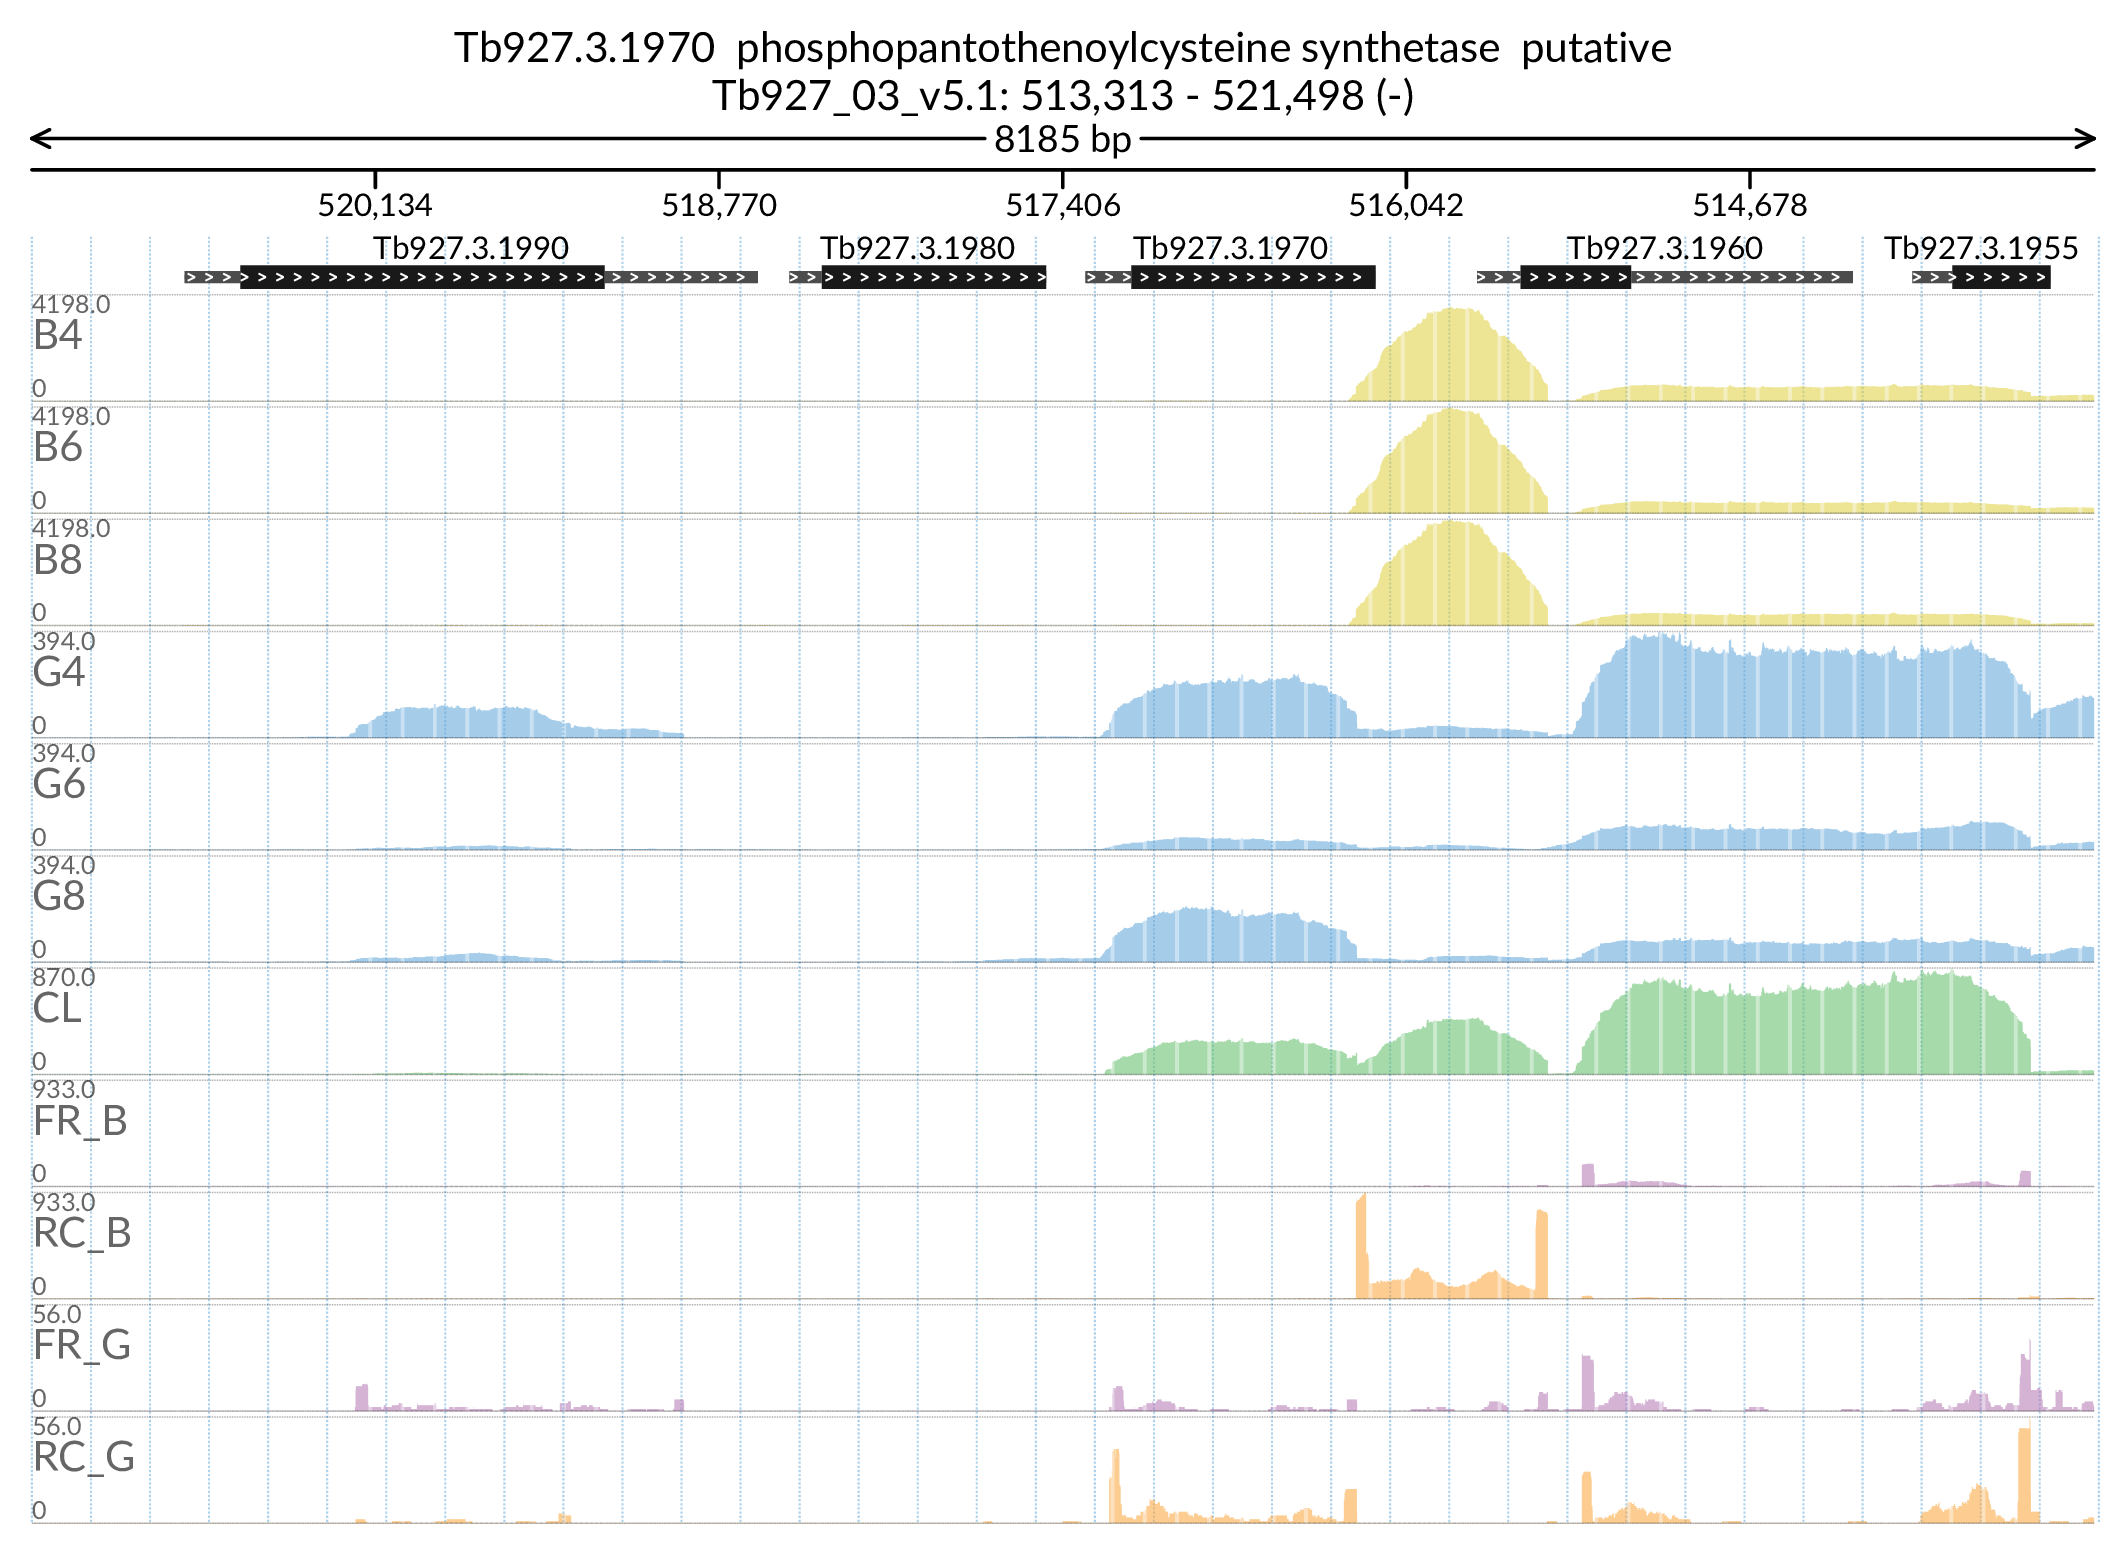 Tb927.3.1970 phosphopantothenoylcysteine synthetase putative
Tb927_03_v5.1: 513,313 - 521,498 (-)
8185 bp
520,134 518,770 517,406 516,042 514,678
Tb927.3.1990 Tb927.3.1980 Tb927.3.1970 Tb927.3.1960 Tb927.3.1955
4198.0
B4
0
4198.0
B6
0
4198.0
B8
0
394.0
G4
0
394.0
G6
0
394.0
G8
0
870.0
CL
0
933.0
FR_B
0
933.0
RC_B
0
56.0
FR_G
0
56.0
RC_G
0